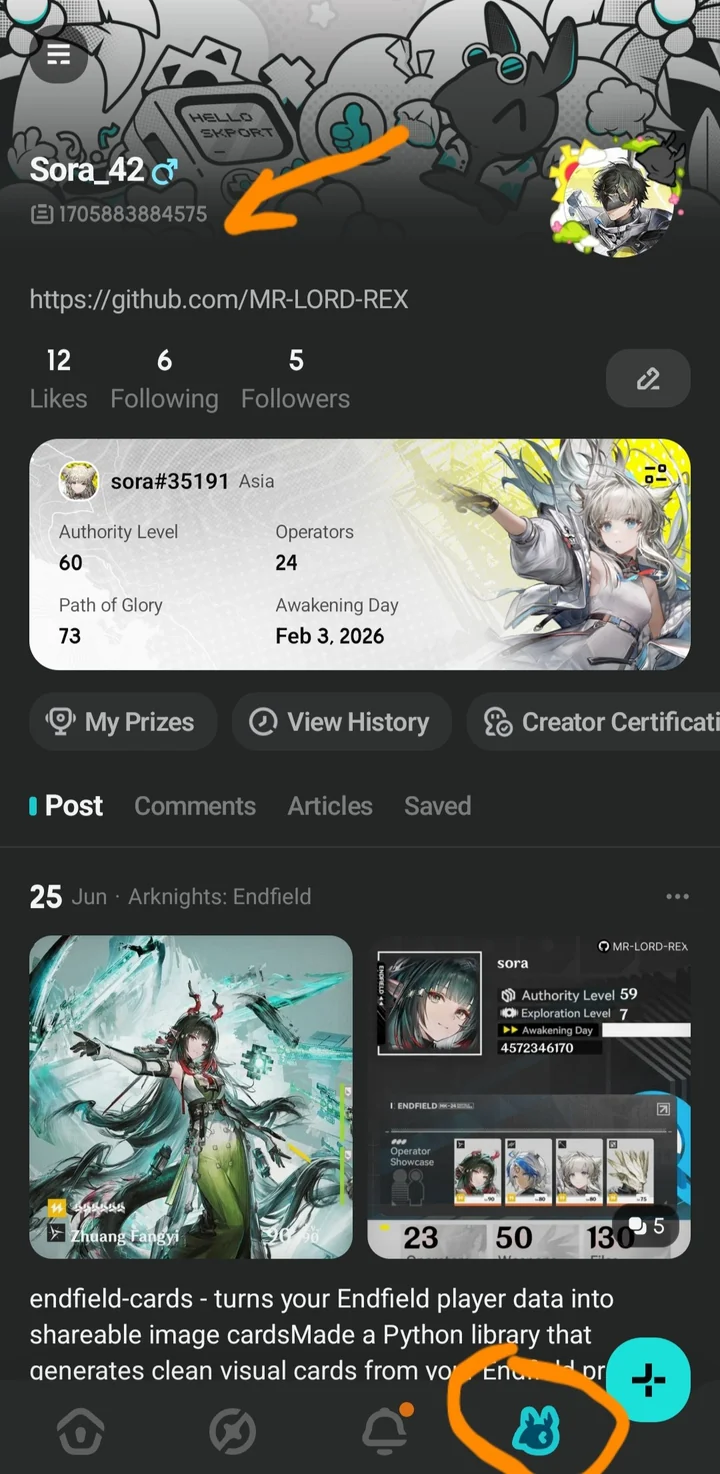 HELLO
SKPORT
Sora_42
1705883884575
https://github.com/MR-LORD-REX
12 6 5
Likes Following Followers
sora#35191 Asia
Authority Level Operators
60 24
Path of Glory Awakening Day
73 Feb 3, 2026
My Prizes View History Creator Certificati
Post Comments Articles Saved
25 Jun · Arknights: Endfield
MR-LORD-REX
sora
Authority Level 59
Exploration Level 7
Awakening Day
4572346170
ENDFIELD
Operator
Showcase
Zhuang Fangyi 90
23 50 130
5
endfield-cards - turns your Endfield player data into
shareable image cardsMade a Python library that
generates clean visual cards from your Endfield pr